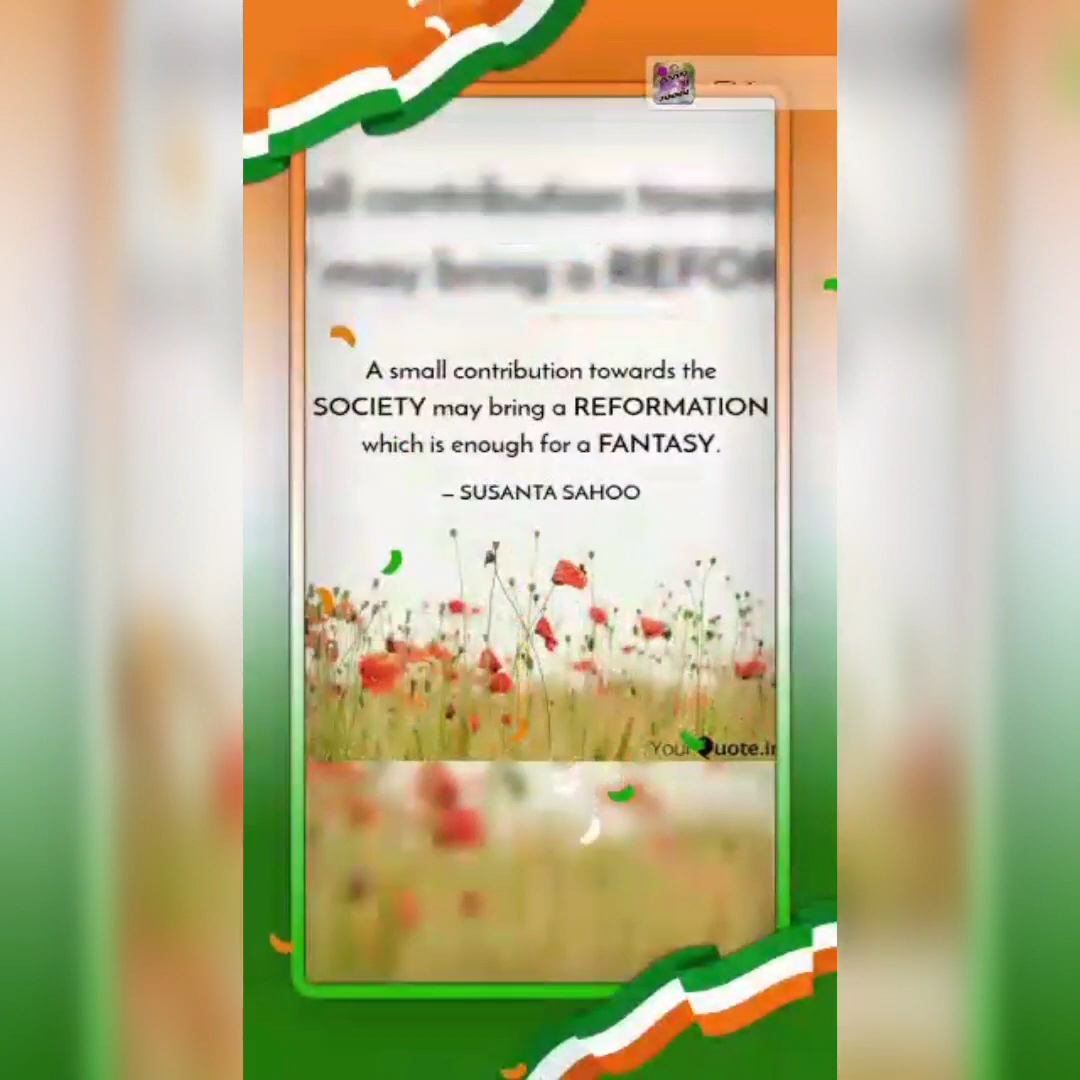 A small contribution towards the
SOCIETY may bring a REFORMATION
which is enough for a FANTASY.
– SUSANTA SAHOO
YourQuote.in